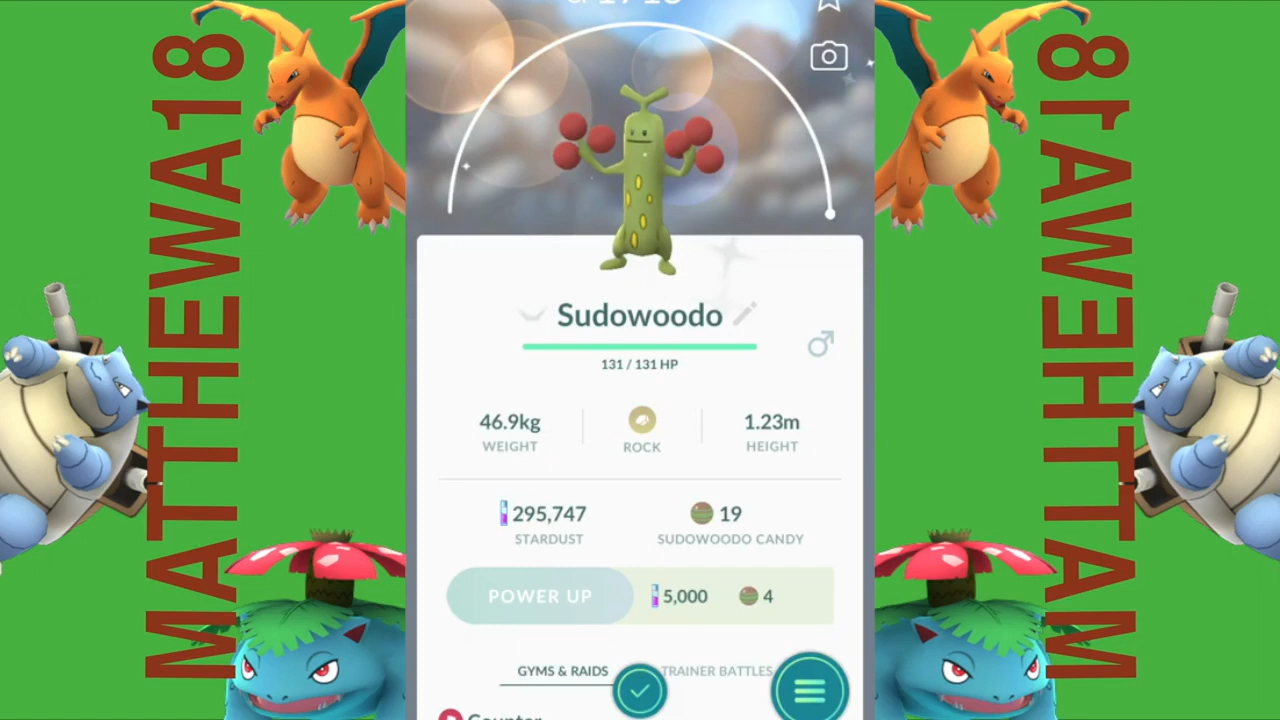 MATTHEWA18
Sudowoodo
131 / 131 HP
46.9kg
WEIGHT
ROCK
1.23m
HEIGHT
295,747
STARDUST
19
SUDOWOODO CANDY
POWER UP
5,000
4
GYMS & RAIDS
TRAINER BATTLES
Counter
MATTHEWA18